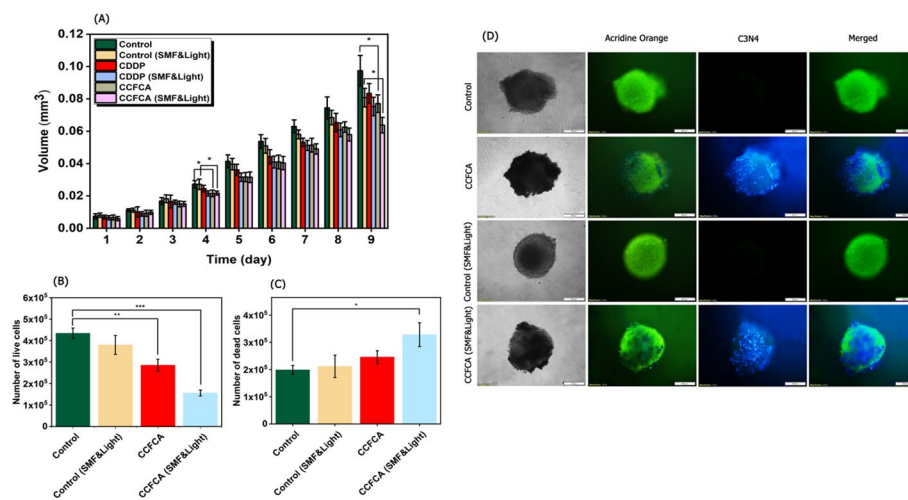 (A)
Control
Control (SMF&Light)
CDDP
CDDP (SMF&Light)
CCFCA
CCFCA (SMF&Light)
Volume (mm³)
0.12
0.10
0.08
0.06
0.04
0.02
0.00
* *
*
*
1 2 3 4 5 6 7 8 9
Time (day)
(B)
Number of live cells
6x10⁵
5x10⁵
4x10⁵
3x10⁵
2x10⁵
1x10⁵
0
***
**
Control
Control (SMF&Light)
CCFCA
CCFCA (SMF&Light)
(C)
Number of dead cells
4x10⁵
3x10⁵
2x10⁵
1x10⁵
0
*
Control
Control (SMF&Light)
CCFCA
CCFCA (SMF&Light)
(D)
Acridine Orange C3N4 Merged
Control
CCFCA
Control (SMF&Light)
CCFCA (SMF&Light)